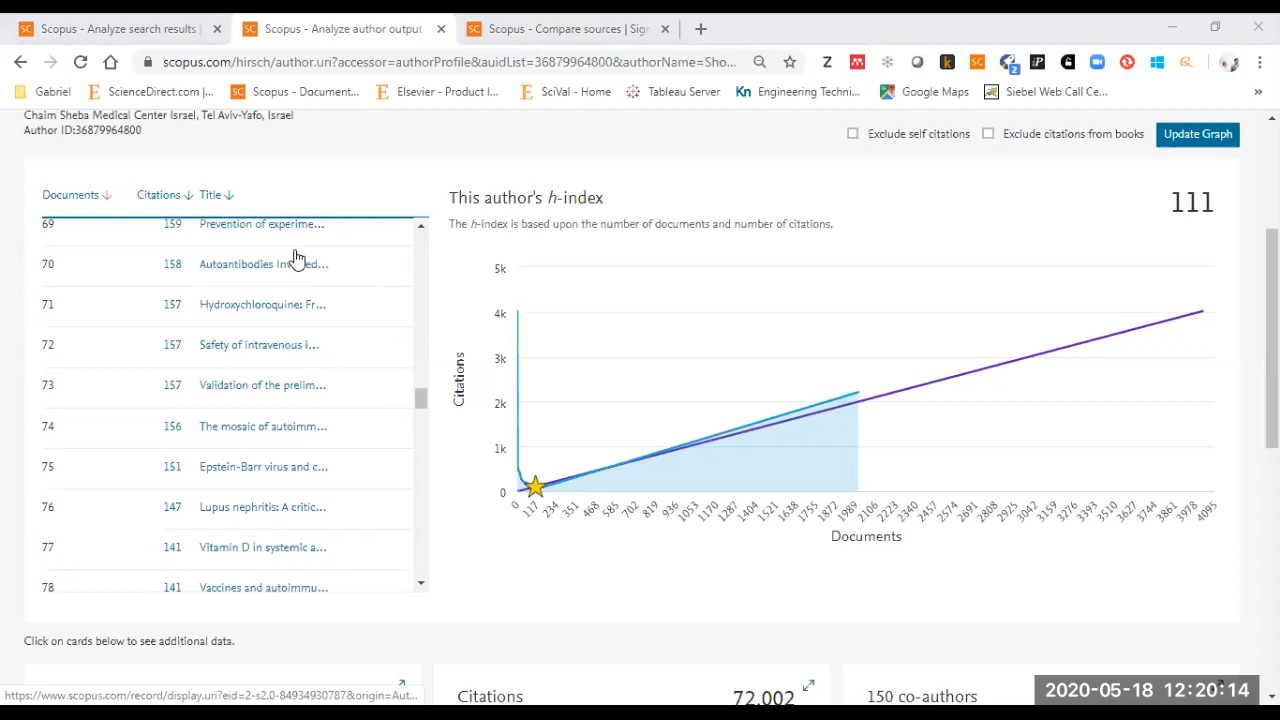 Scopus - Analyze search results |
Scopus - Analyze author output
Scopus - Compare sources | Sign
scopus.com/hirsch/author.uri?accessor=authorProfile&auidList=36879964800&authorName=Sho...
Gabriel
ScienceDirect.com |...
Scopus - Document...
Elsevier - Product I...
SciVal - Home
Tableau Server
Engineering Techni...
Google Maps
Siebel Web Call Ce...
Chaim Sheba Medical Center Israel, Tel Aviv-Yafo, Israel
Author ID:36879964800
Exclude self citations
Exclude citations from books
Update Graph
Documents Citations Title
69 159 Prevention of experime...
70 158 Autoantibodies
71 157 Hydroxychloroquine: Fr...
72 157 Safety of intravenous i...
73 157 Validation of the prelim...
74 156 The mosaic of autoimm...
75 151 Epstein-Barr virus and c...
76 147 Lupus nephritis: A critic...
77 141 Vitamin D in systemic a...
78 141 Vaccines and autoimmu...
This author's h-index
111
The h-index is based upon the number of documents and number of citations.
5k
4k
3k
2k
1k
0
Citations
0 117 234 351 468 585 702 819 936 1053 1170 1287 1404 1521 1638 1755 1872 1989 2106 2223 2340 2457 2574 2691 2808 2925 3042 3159 3276 3393 3510 3627 3744 3861 3978 4095
Documents
Click on cards below to see additional data.
Citations
72,002
150 co-authors
https://www.scopus.com/record/display.uri?eid=2-s2.0-84934930787&origin=Aut...
2020-05-18 12:20:14